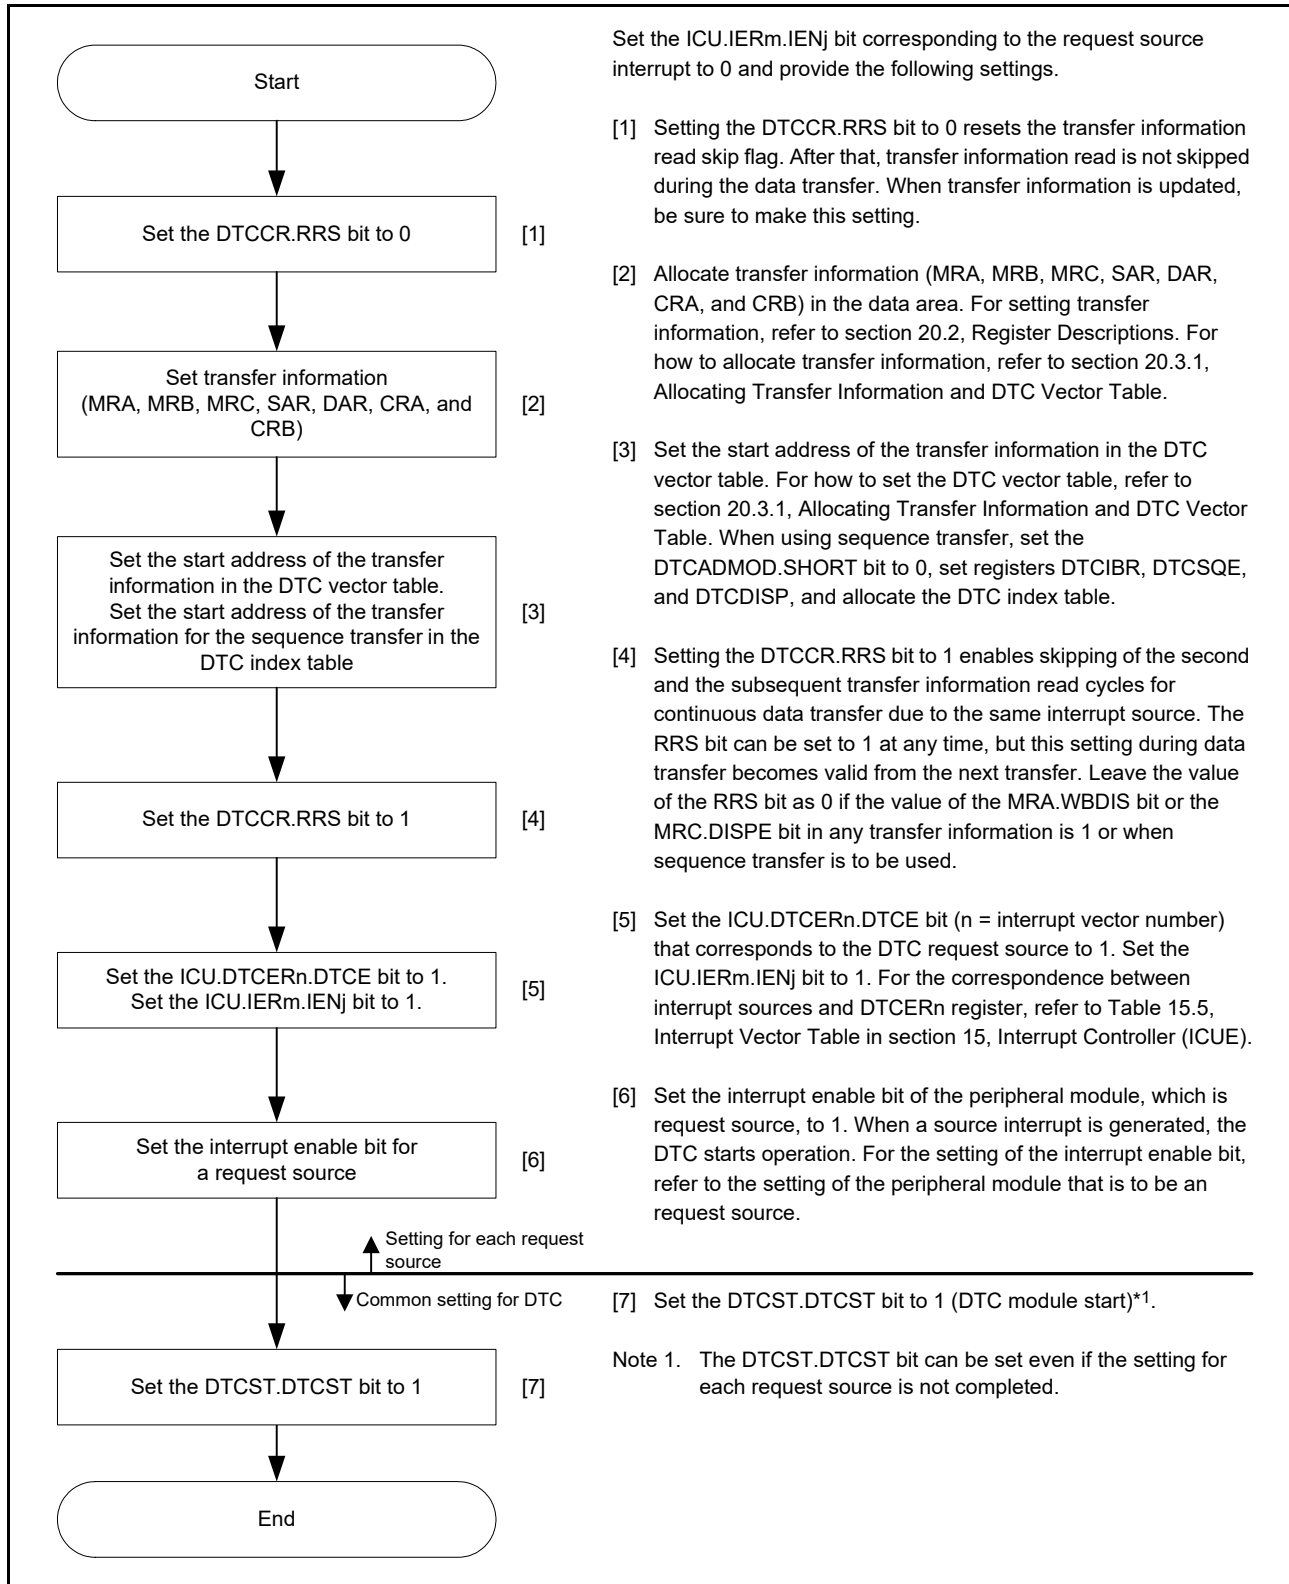 Start
Set the DTCCR.RRS bit to 0
[1]
Set transfer information
(MRA, MRB, MRC, SAR, DAR, CRA, and
CRB)
[2]
Set the start address of the transfer
information in the DTC vector table.
Set the start address of the transfer
information for the sequence transfer in the
DTC index table
[3]
Set the DTCCR.RRS bit to 1
[4]
Set the ICU.DTCERn.DTCE bit to 1.
Set the ICU.IERm.IENj bit to 1.
[5]
Set the interrupt enable bit for
a request source
[6]
Setting for each request
source
Common setting for DTC
Set the DTCST.DTCST bit to 1
[7]
End
Set the ICU.IERm.IENj bit corresponding to the request source
interrupt to 0 and provide the following settings.
[1] Setting the DTCCR.RRS bit to 0 resets the transfer information
read skip flag. After that, transfer information read is not skipped
during the data transfer. When transfer information is updated,
be sure to make this setting.
[2] Allocate transfer information (MRA, MRB, MRC, SAR, DAR,
CRA, and CRB) in the data area. For setting transfer
information, refer to section 20.2, Register Descriptions. For
how to allocate transfer information, refer to section 20.3.1,
Allocating Transfer Information and DTC Vector Table.
[3] Set the start address of the transfer information in the DTC
vector table. For how to set the DTC vector table, refer to
section 20.3.1, Allocating Transfer Information and DTC Vector
Table. When using sequence transfer, set the
DTCADMOD.SHORT bit to 0, set registers DTCIBR, DTCSQE,
and DTCDISP, and allocate the DTC index table.
[4] Setting the DTCCR.RRS bit to 1 enables skipping of the second
and the subsequent transfer information read cycles for
continuous data transfer due to the same interrupt source. The
RRS bit can be set to 1 at any time, but this setting during data
transfer becomes valid from the next transfer. Leave the value
of the RRS bit as 0 if the value of the MRA.WBDIS bit or the
MRC.DISPE bit in any transfer information is 1 or when
sequence transfer is to be used.
[5] Set the ICU.DTCERn.DTCE bit (n = interrupt vector number)
that corresponds to the DTC request source to 1. Set the
ICU.IERm.IENj bit to 1. For the correspondence between
interrupt sources and DTCERn register, refer to Table 15.5,
Interrupt Vector Table in section 15, Interrupt Controller (ICUE).
[6] Set the interrupt enable bit of the peripheral module, which is
request source, to 1. When a source interrupt is generated, the
DTC starts operation. For the setting of the interrupt enable bit,
refer to the setting of the peripheral module that is to be an
request source.
[7] Set the DTCST.DTCST bit to 1 (DTC module start)*1.
Note 1. The DTCST.DTCST bit can be set even if the setting for
each request source is not completed.